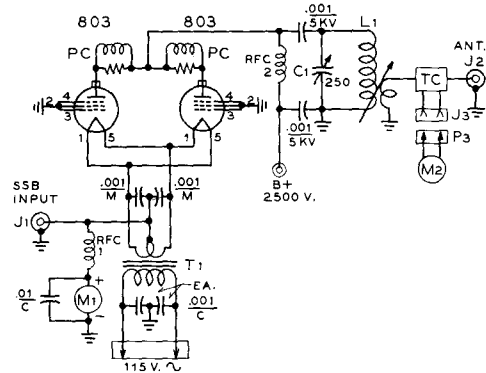 803 803
PC PC
.001
5KV
L1
ANT.
J2
RFC
2
C1
250
TC
J3
P3
M2
2 4 3
4 2 3
1 5 4 5
.001
5KV
B+
2500 V.
.001
M
.001
M
SSB
INPUT
J1
RFC
1
T1
+
.01
C
M1
-
EA.
.001
C
115 V. ~